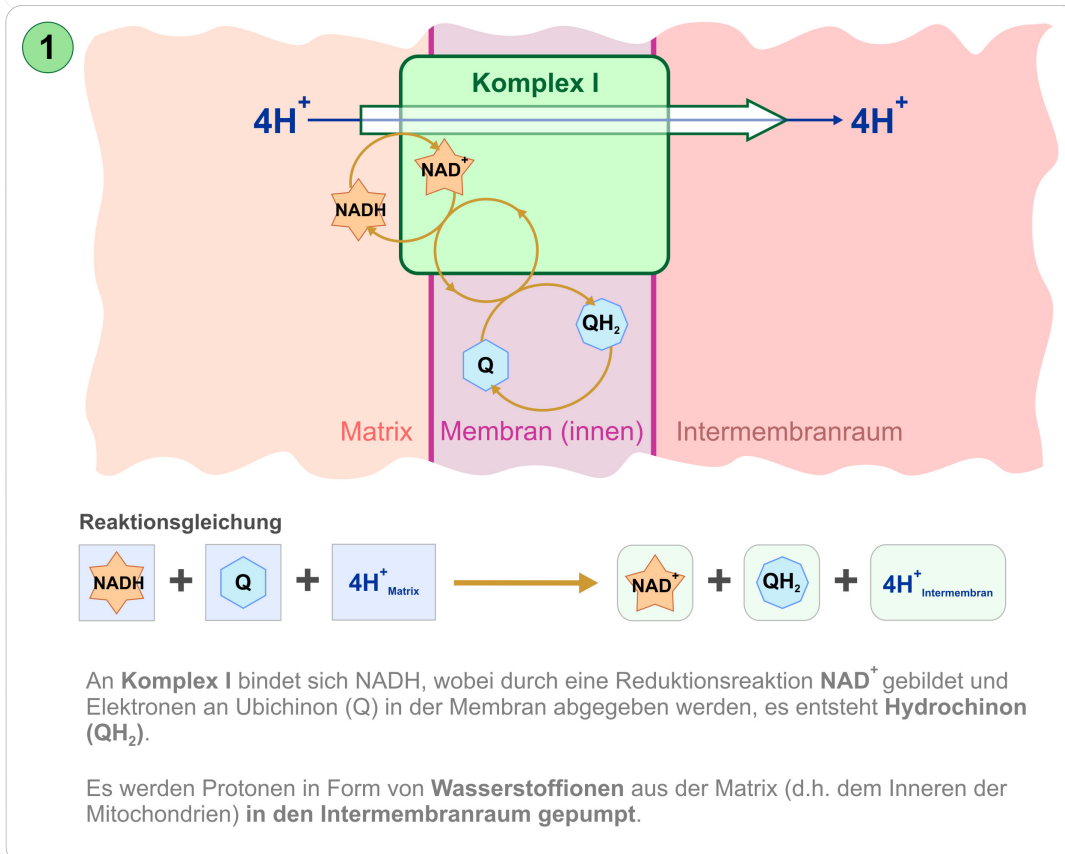 1
Komplex I
4H+
4H+
NAD+
NADH
QH₂
Q
Matrix
Membran (innen)
Intermembranraum
Reaktionsgleichung
NADH + Q + 4H+ Matrix NAD+ + QH₂ + 4H+ Intermembran
An Komplex I bindet sich NADH, wobei durch eine Reduktionsreaktion NAD+ gebildet und
Elektronen an Ubichinon (Q) in der Membran abgegeben werden, es entsteht Hydrochinon
(QH₂).
Es werden Protonen in Form von Wasserstoffionen aus der Matrix (d.h. dem Inneren der
Mitochondrien) in den Intermembranraum gepumpt.